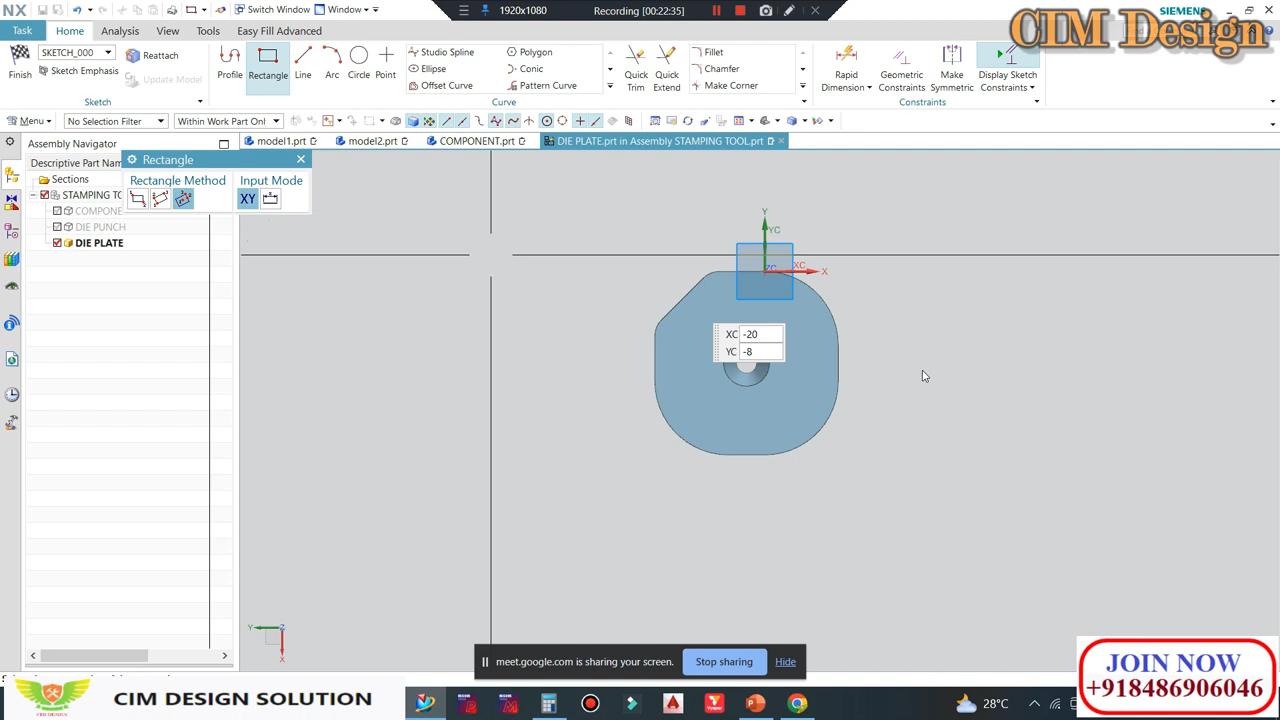 NX
Switch Window
Window
1920x1080
Recording [00:22:35]
SIEMENS
CIM Design
Task
Home
Analysis
View
Tools
Easy Fill Advanced
Finish
SKETCH_000
Sketch Emphasis
Reattach
Update Model
Sketch
Profile
Rectangle
Line
Arc
Circle
Point
Studio Spline
Ellipse
Offset Curve
Polygon
Conic
Pattern Curve
Curve
Quick
Trim
Quick
Extend
Fillet
Chamfer
Make Corner
Rapid
Dimension
Geometric
Constraints
Make
Symmetric
Display Sketch
Constraints
Constraints
Menu
No Selection Filter
Within Work Part Onl
Assembly Navigator
model1.prt
model2.prt
COMPONENT.prt
DIE PLATE.prt in Assembly STAMPING TOOL.prt
Descriptive Part Nam
Sections
STAMPING TO
COMPONE
DIE PUNCH
DIE PLATE
Rectangle
Rectangle Method
Input Mode
XY
Y
YC
ZC
XC
X
XC -20
YC -8
Y
Z
X
meet.google.com is sharing your screen.
Stop sharing
Hide
JOIN NOW
+918486906046
CIM DESIGN SOLUTION
28°C